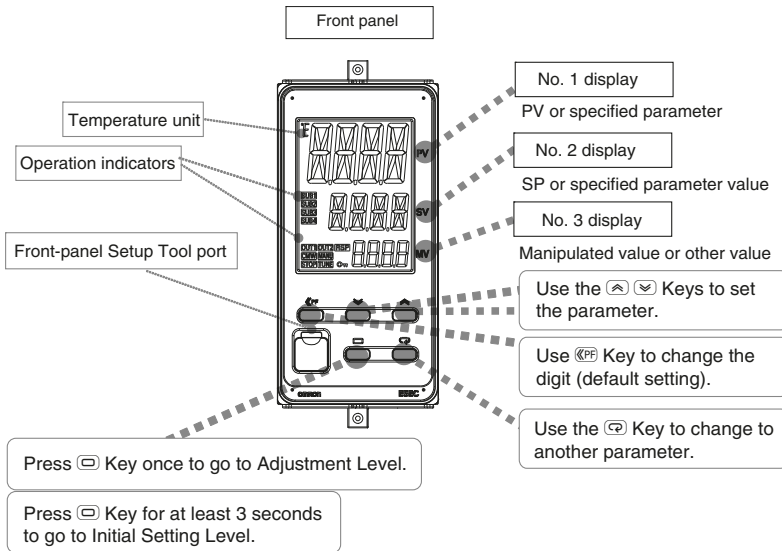 Front panel
No. 1 display
PV or specified parameter
Temperature unit
PV
No. 2 display
Operation indicators
SUB1
SUB2
SUB3
SUB4
SV
SP or specified parameter value
No. 3 display
Front-panel Setup Tool port
OUT1 OUT2 RSP
CMW MANU
STOP TUNE
MV
Manipulated value or other value
Use the Keys to set
the parameter.
PF
Use PF Key to change the
digit (default setting).
omron E5EC
Use the Key to change to
another parameter.
Press Key once to go to Adjustment Level.
Press Key for at least 3 seconds
to go to Initial Setting Level.